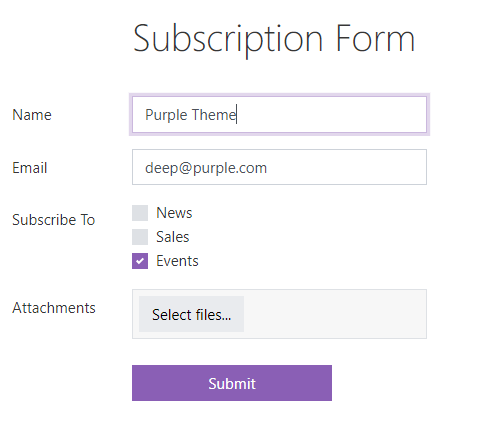 Subscription Form
Name Purple Theme
Email deep@purple.com
Subscribe To News
Sales
Events
Attachments Select files...
Submit